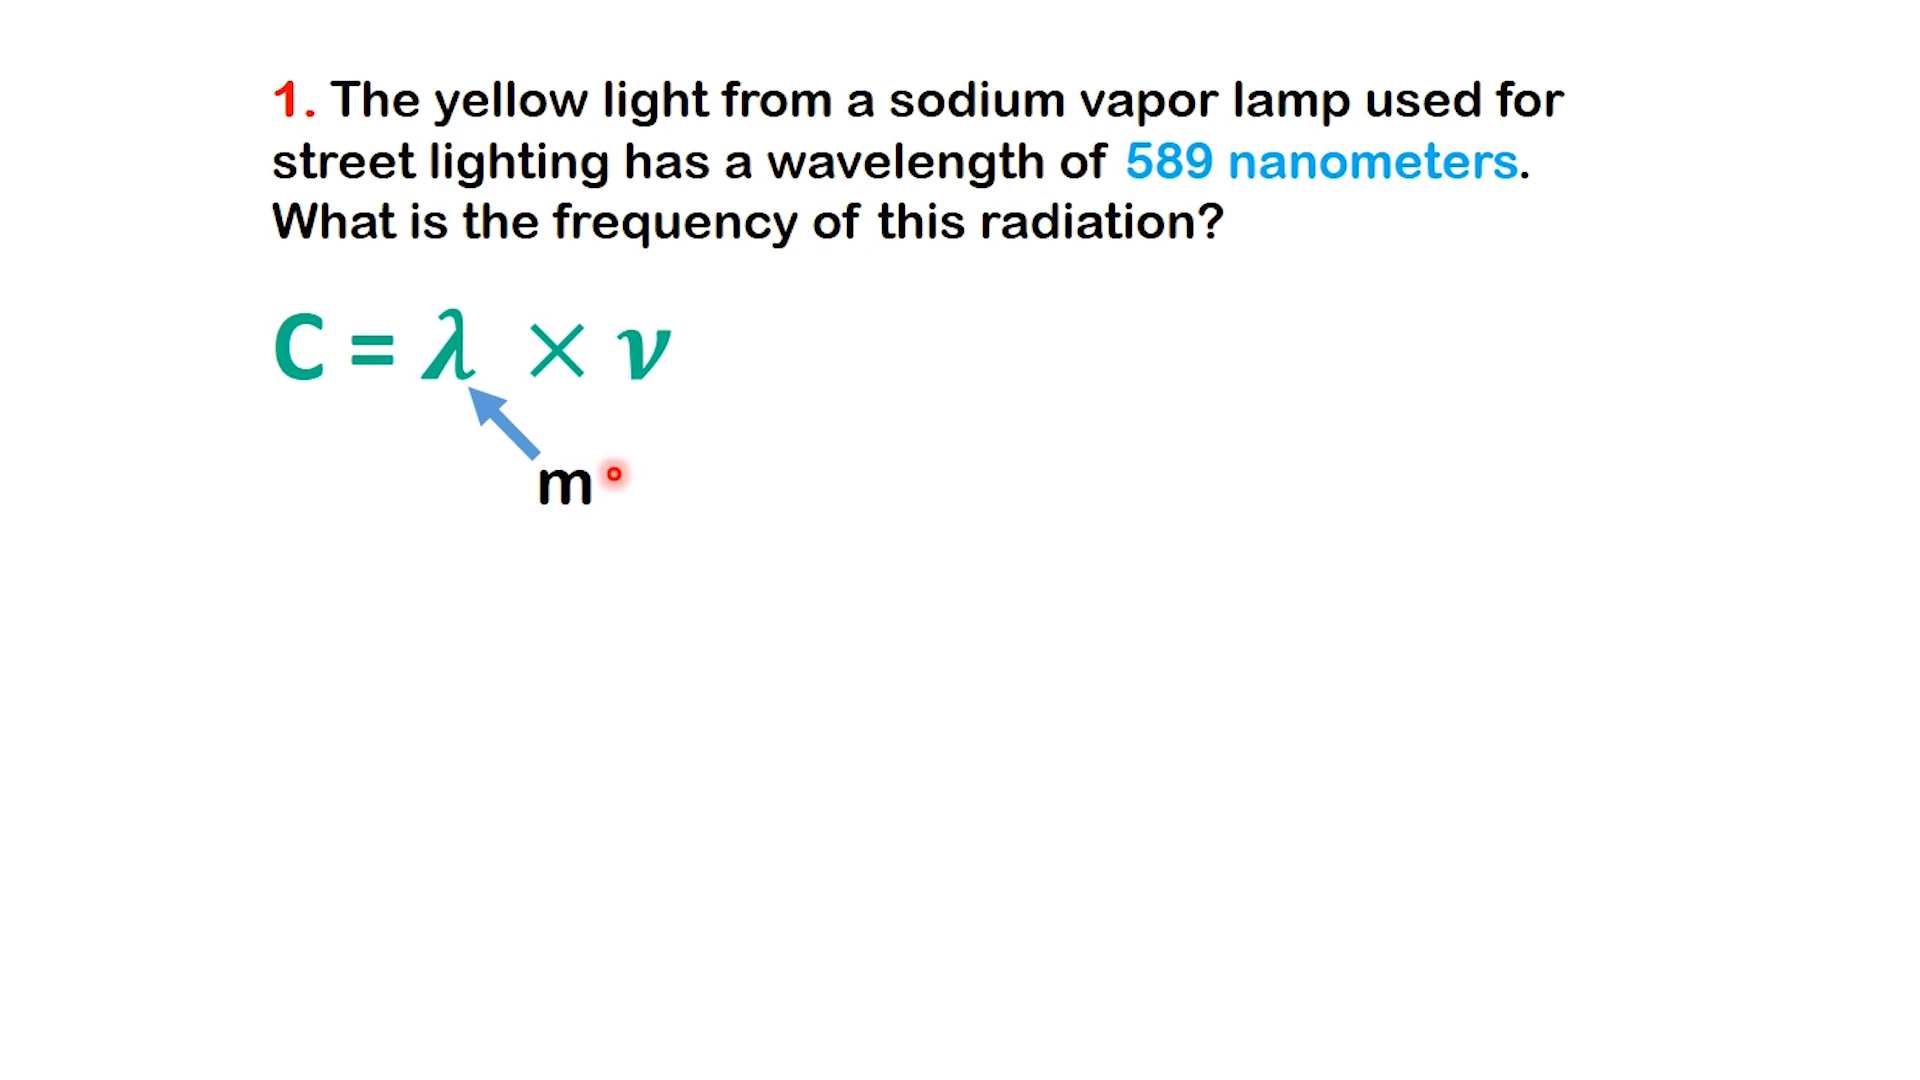 1. The yellow light from a sodium vapor lamp used for
street lighting has a wavelength of 589 nanometers.
What is the frequency of this radiation?
C = λ × ν
m